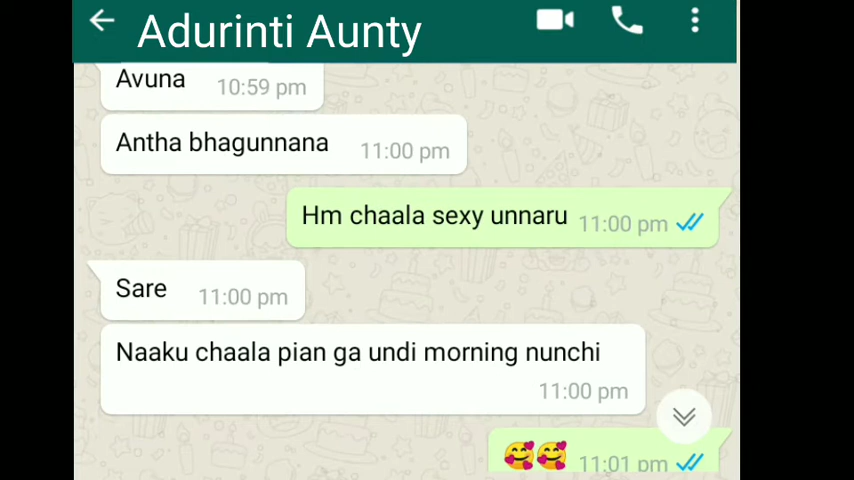 Adurinti Aunty
Avuna 10:59 pm
Antha bhagunnana 11:00 pm
Hm chaala sexy unnaru 11:00 pm
Sare 11:00 pm
Naaku chaala pian ga undi morning nunchi
11:00 pm
🥰🥰 11:01 pm